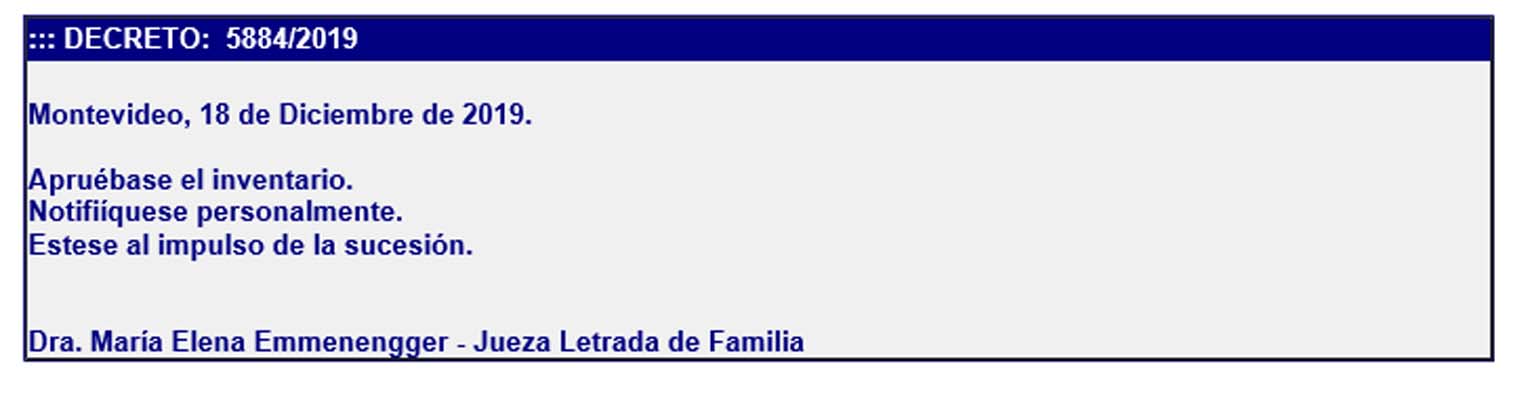 ::: DECRETO:  5884/2019
Montevideo, 18 de Diciembre de 2019.
Apruébase el inventario.
Notifiíquese personalmente.
Estese al impulso de la sucesión.
Dra. María Elena Emmenengger - Jueza Letrada de Familia